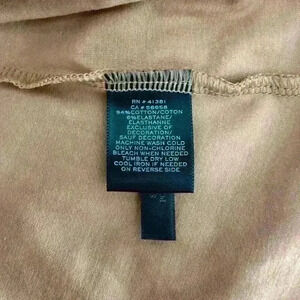 RN # 41381
CA # 56658
94% COTTON/COTON
6% ELASTANE/
ELASTHANNE
EXCLUSIVE OF
DECORATION/
SAUF DECORATION
MACHINE WASH COLD
ONLY NON-CHLORINE
BLEACH WHEN NEEDED
TUMBLE DRY LOW
COOL IRON IF NEEDED
ON REVERSE SIDE